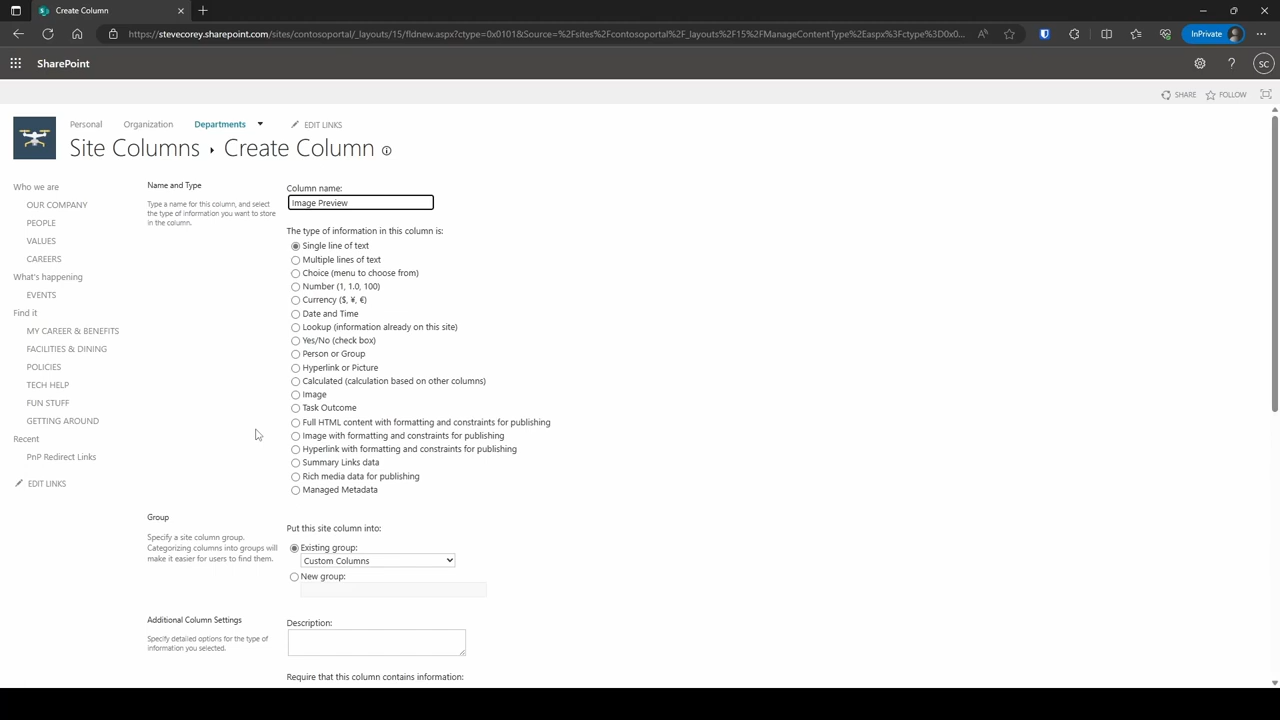 Create Column
https://stevecorey.sharepoint.com/sites/contosoportal/_layouts/15/fldnew.aspx?ctype=0x0101&Source=%2Fsites%2Fcontosoportal%2F_layouts%2F15%2FManageContentType%2Easpx%3Fctype%3D0x0...
InPrivate
SharePoint
SC
SHARE
FOLLOW
Personal
Organization
Departments
EDIT LINKS
Site Columns ▸ Create Column
Who we are
OUR COMPANY
PEOPLE
VALUES
CAREERS
What's happening
EVENTS
Find it
MY CAREER & BENEFITS
FACILITIES & DINING
POLICIES
TECH HELP
FUN STUFF
GETTING AROUND
Recent
PnP Redirect Links
EDIT LINKS
Name and Type
Type a name for this column, and select
the type of information you want to store
in the column.
Column name:
Image Preview
The type of information in this column is:
Single line of text
Multiple lines of text
Choice (menu to choose from)
Number (1, 1.0, 100)
Currency ($, ¥, €)
Date and Time
Lookup (information already on this site)
Yes/No (check box)
Person or Group
Hyperlink or Picture
Calculated (calculation based on other columns)
Image
Task Outcome
Full HTML content with formatting and constraints for publishing
Image with formatting and constraints for publishing
Hyperlink with formatting and constraints for publishing
Summary Links data
Rich media data for publishing
Managed Metadata
Group
Specify a site column group.
Categorizing columns into groups will
make it easier for users to find them.
Put this site column into:
Existing group:
Custom Columns
New group:
Additional Column Settings
Specify detailed options for the type of
information you selected.
Description:
Require that this column contains information: